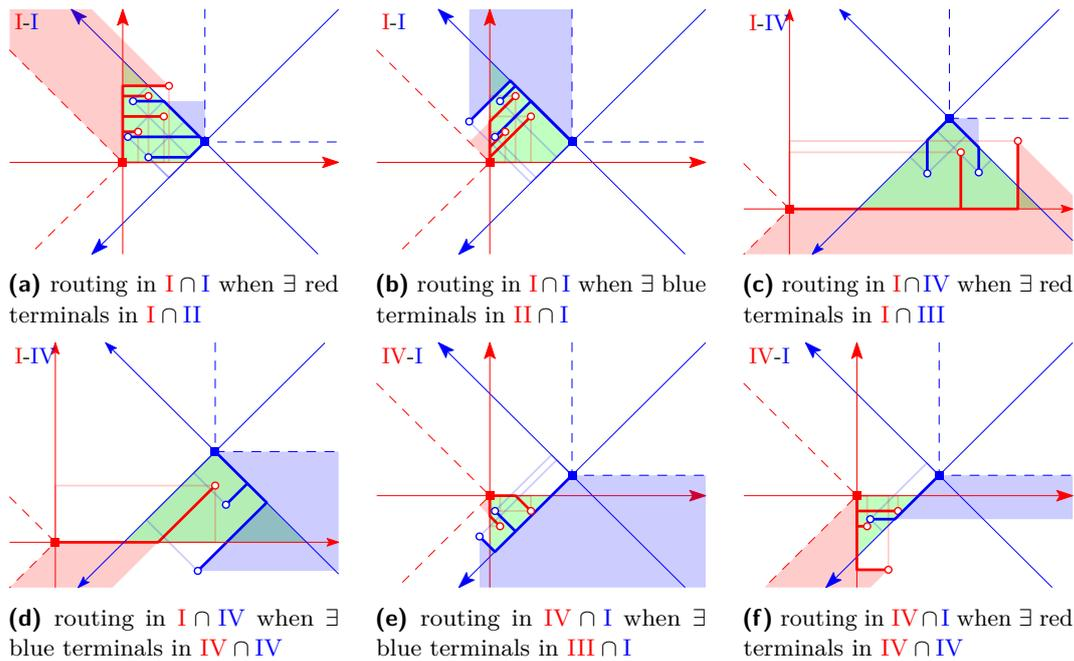 I-I
I-I
I-IV
(a) routing in I ∩ I when ∃ red
terminals in I ∩ II
(b) routing in I ∩ I when ∃ blue
terminals in II ∩ I
(c) routing in I∩IV when ∃ red
terminals in I ∩ III
I-IV
IV-I
IV-I
(d) routing in I ∩ IV when ∃
blue terminals in IV ∩ IV
(e) routing in IV ∩ I when ∃
blue terminals in III ∩ I
(f) routing in IV∩I when ∃ red
terminals in IV ∩ IV